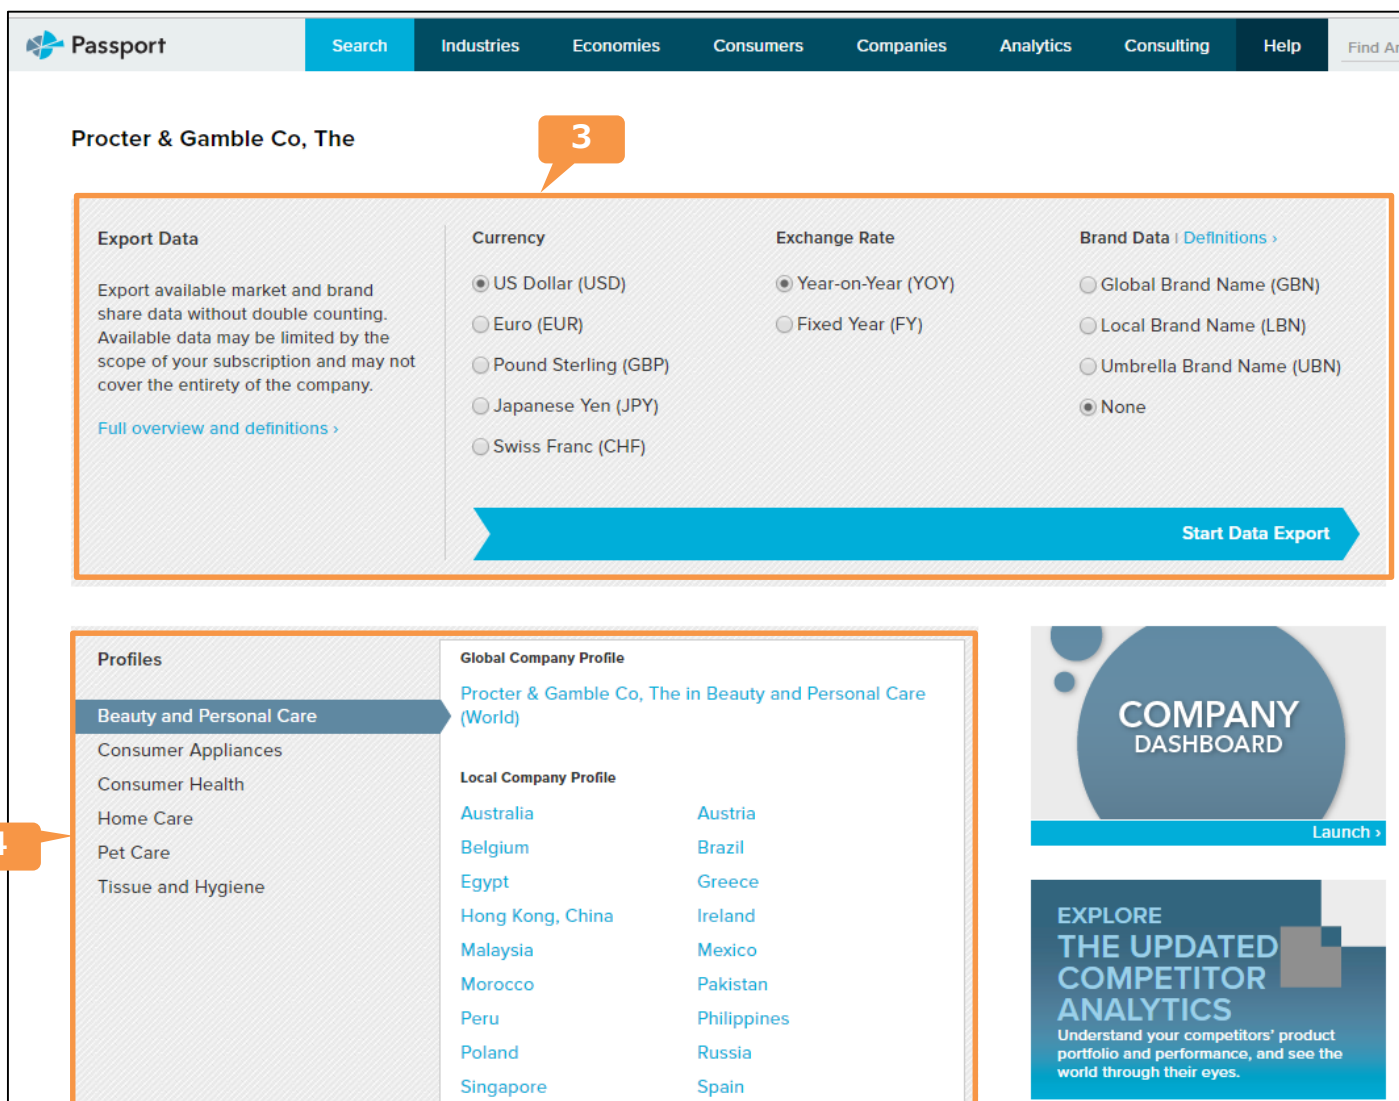 Passport
Search Industries Economies Consumers Companies Analytics Consulting Help Find
Procter & Gamble Co, The
3
Export Data
Export available market and brand
share data without double counting.
Available data may be limited by the
scope of your subscription and may not
cover the entirety of the company.
Full overview and definitions ›
Currency
US Dollar (USD)
Euro (EUR)
Pound Sterling (GBP)
Japanese Yen (JPY)
Swiss Franc (CHF)
Exchange Rate
Year-on-Year (YOY)
Fixed Year (FY)
Brand Data | Definitions ›
Global Brand Name (GBN)
Local Brand Name (LBN)
Umbrella Brand Name (UBN)
None
Start Data Export
4
Profiles
Beauty and Personal Care
Consumer Appliances
Consumer Health
Home Care
Pet Care
Tissue and Hygiene
Global Company Profile
Procter & Gamble Co, The in Beauty and Personal Care
(World)
Local Company Profile
Australia Austria
Belgium Brazil
Egypt Greece
Hong Kong, China Ireland
Malaysia Mexico
Morocco Pakistan
Peru Philippines
Poland Russia
Singapore Spain
COMPANY
DASHBOARD
Launch ›
EXPLORE
THE UPDATED
COMPETITOR
ANALYTICS
Understand your competitors' product
portfolio and performance, and see the
world through their eyes.